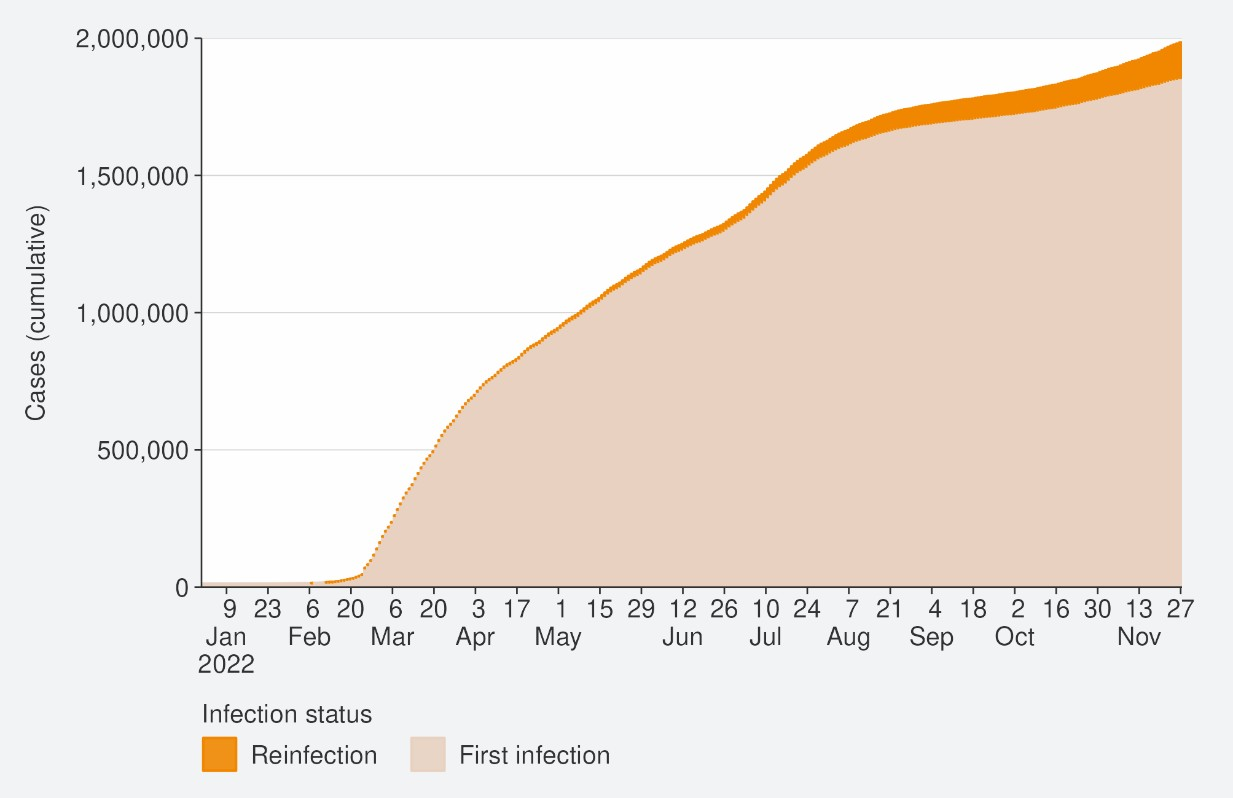 2,000,000
1,500,000
1,000,000
500,000
0
Cases (cumulative)
9 23 6 20 6 20 3 17 1 15 29 12 26 10 24 7 21 4 18 2 16 30 13 27
Jan Feb Mar Apr May Jun Jul Aug Sep Oct Nov
2022
Infection status
Reinfection First infection